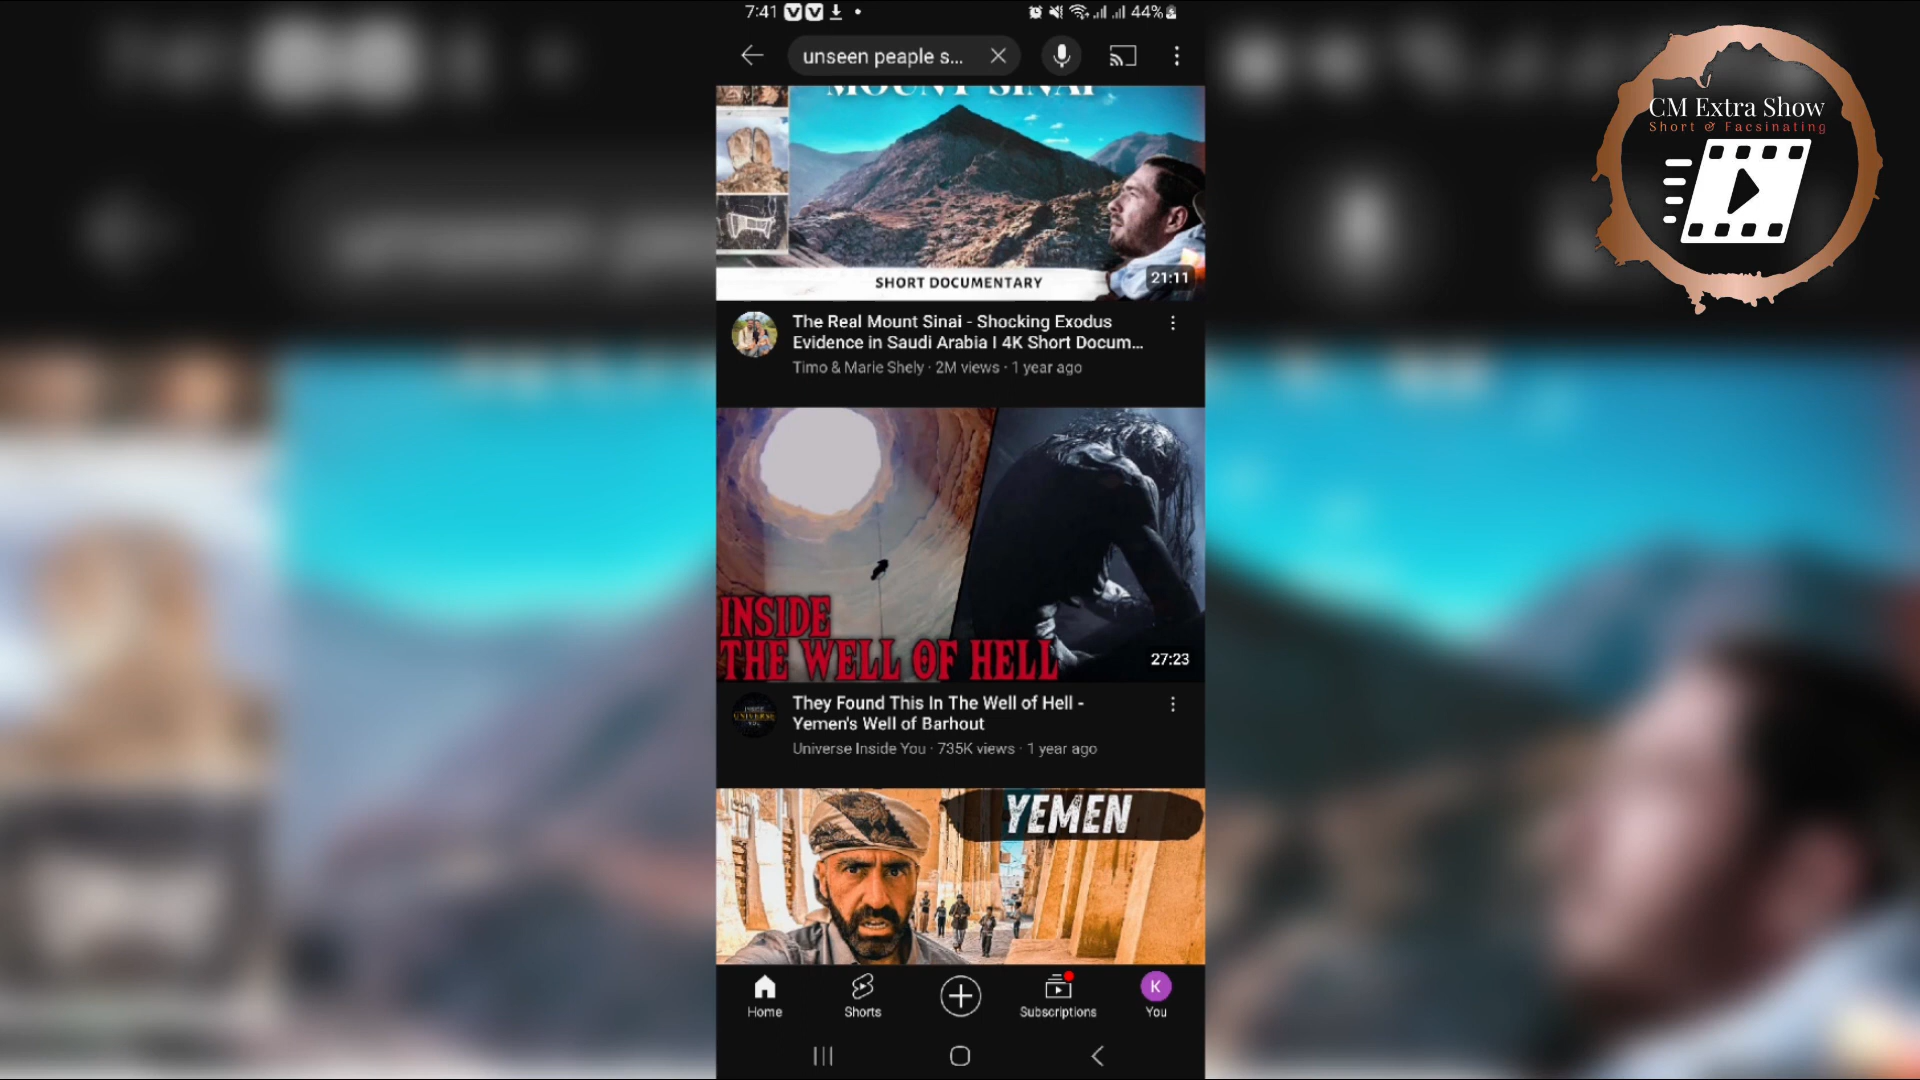 7:41
44%
unseen peaple s...
CM Extra Show
Short & Facsinating
MOUNT SINAI
SHORT DOCUMENTARY
21:11
The Real Mount Sinai - Shocking Exodus
Evidence in Saudi Arabia I 4K Short Docum...
Timo & Marie Shely · 2M views · 1 year ago
INSIDE
THE WELL OF HELL
27:23
They Found This In The Well of Hell -
Yemen's Well of Barhout
Universe Inside You · 735K views · 1 year ago
YEMEN
Home
Shorts
Subscriptions
K
You